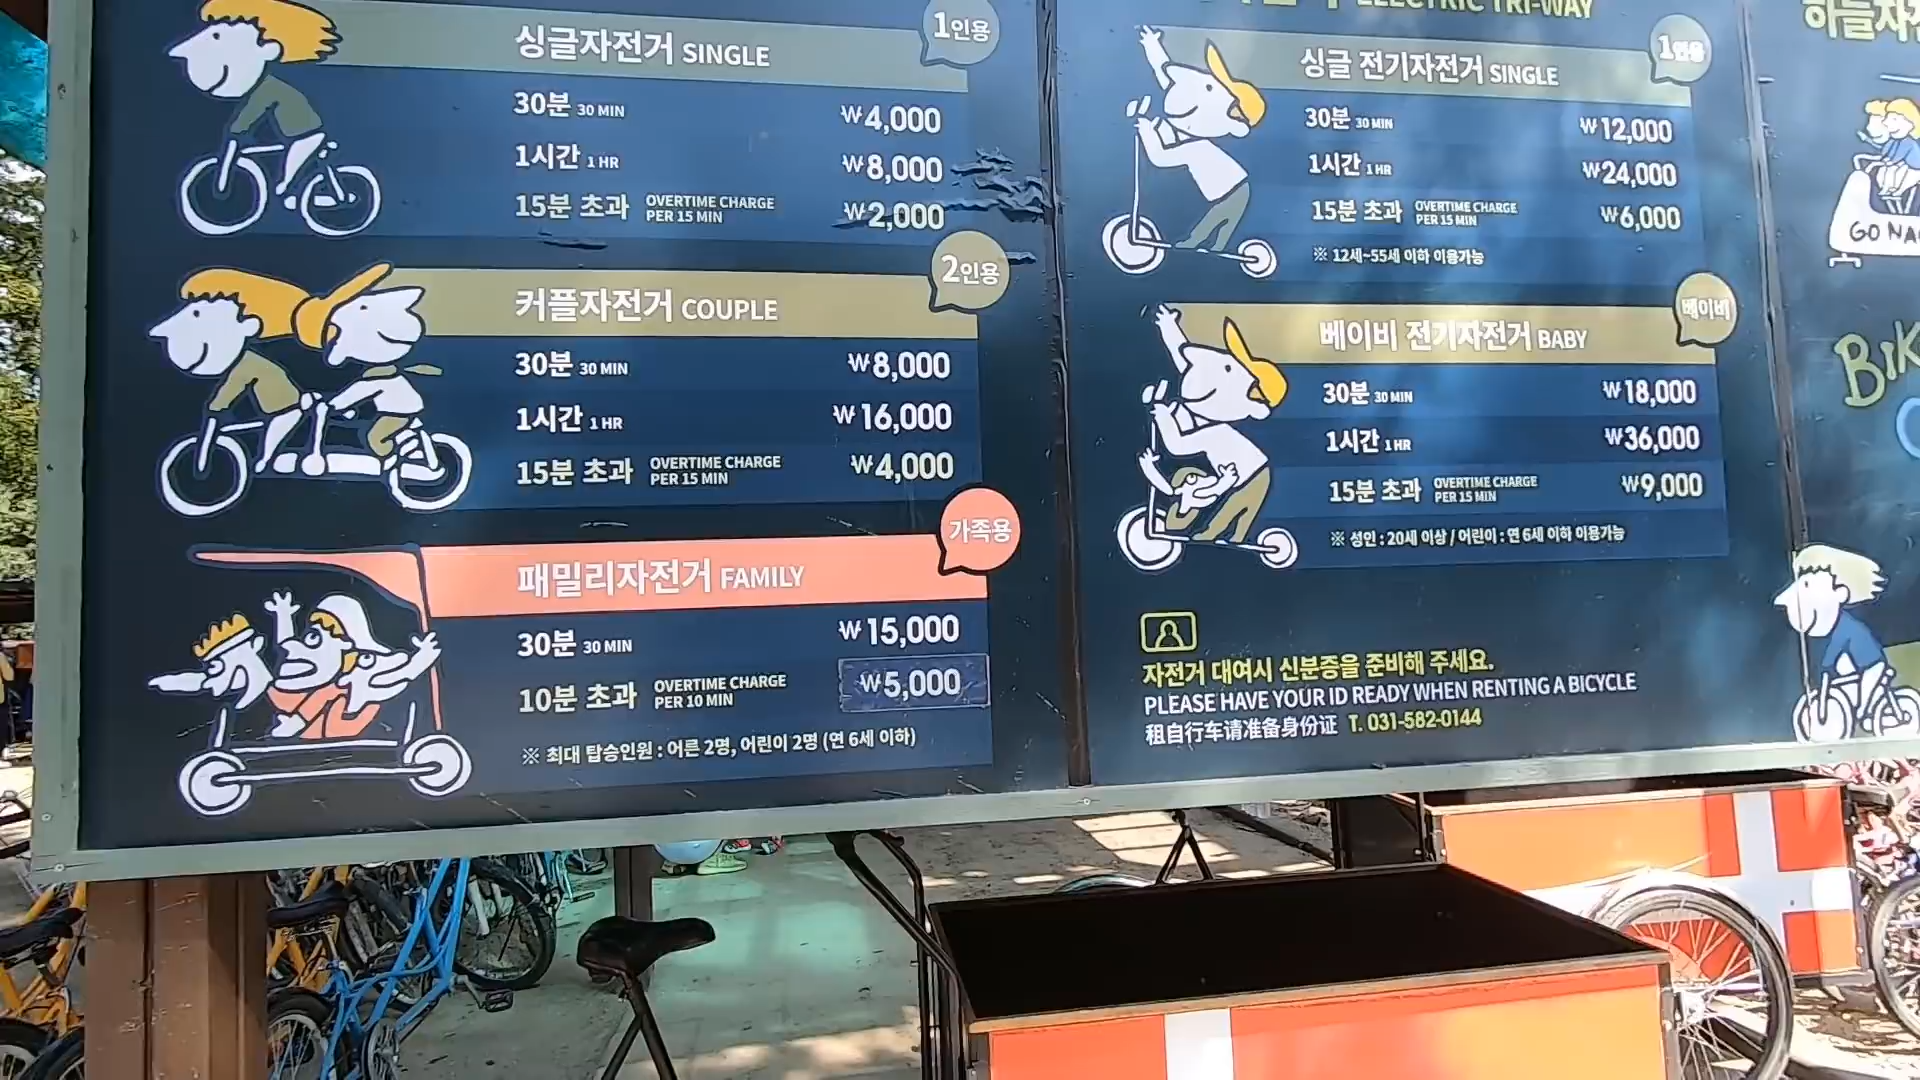 싱글자전거 SINGLE
1인용
30분 30 MIN ₩4,000
1시간 1 HR ₩8,000
15분 초과 OVERTIME CHARGE PER 15 MIN ₩2,000
커플자전거 COUPLE
2인용
30분 30 MIN ₩8,000
1시간 1 HR ₩16,000
15분 초과 OVERTIME CHARGE PER 15 MIN ₩4,000
패밀리자전거 FAMILY
가족용
30분 30 MIN ₩15,000
10분 초과 OVERTIME CHARGE PER 10 MIN ₩5,000
※ 최대 탑승인원 : 어른 2명, 어린이 2명 (연 6세 이하)
ELECTRIC TRI-WAY
싱글 전기자전거 SINGLE
1인용
30분 30 MIN ₩12,000
1시간 1 HR ₩24,000
15분 초과 OVERTIME CHARGE PER 15 MIN ₩6,000
※ 12세~55세 이하 이용가능
베이비 전기자전거 BABY
베이비
30분 30 MIN ₩18,000
1시간 1 HR ₩36,000
15분 초과 OVERTIME CHARGE PER 15 MIN ₩9,000
※ 성인 : 20세 이상 / 어린이 : 연 6세 이하 이용가능
자전거 대여시 신분증을 준비해 주세요.
PLEASE HAVE YOUR ID READY WHEN RENTING A BICYCLE
租自行车请准备身份证 T. 031-582-0144
GO NA
BIK